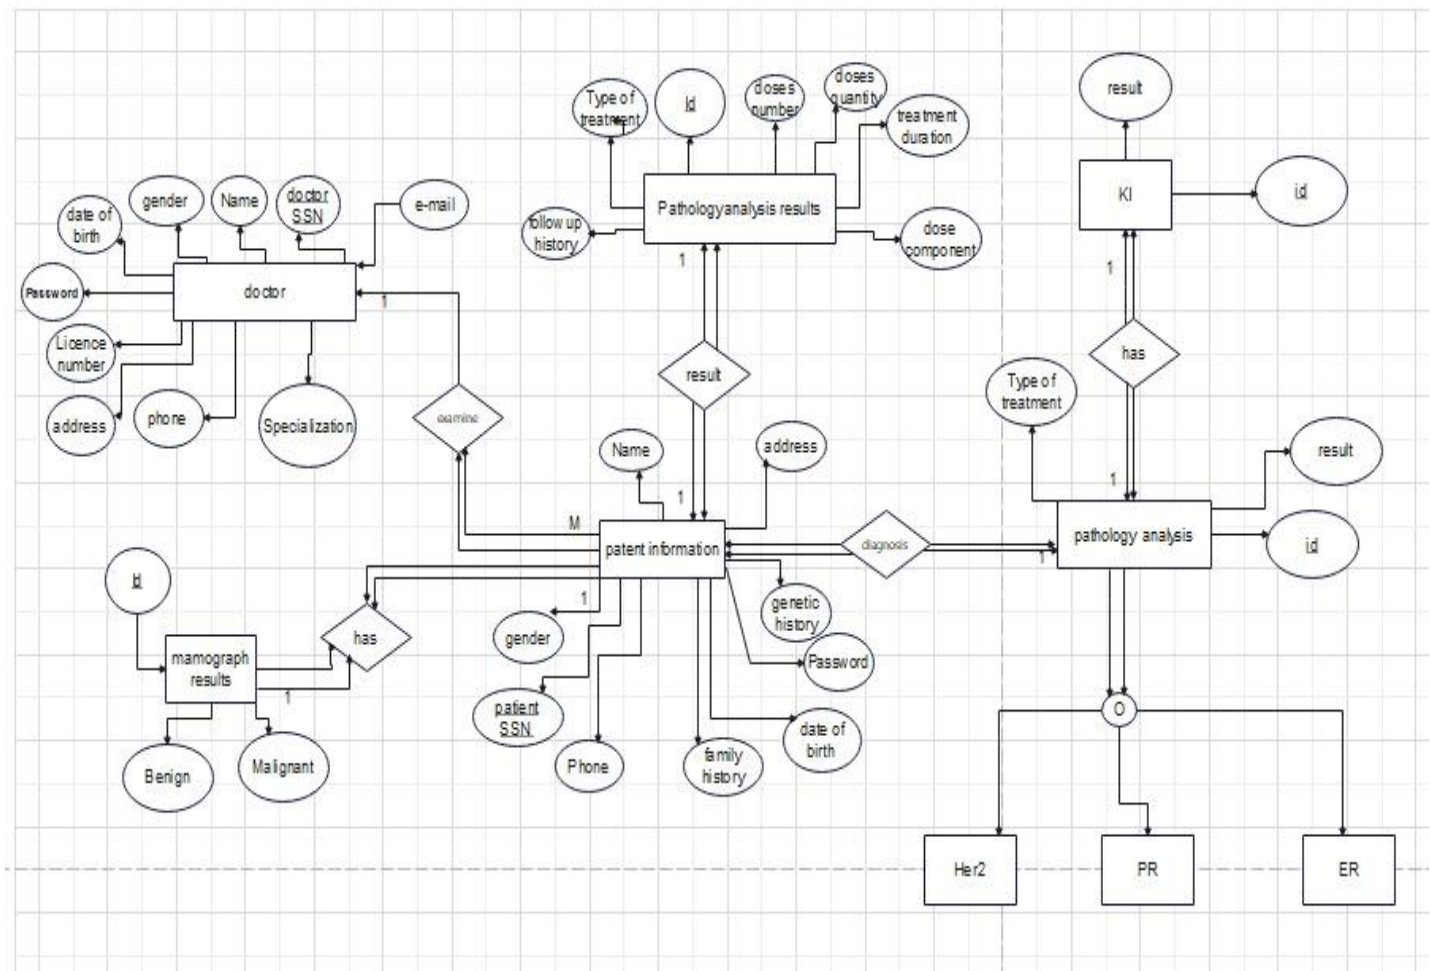 result
Type of
treatment
Id
doses
number
doses
quantity
treatment
duration
KI
id
Pathologyanalysis results
follow up
history
dose
component
1
date of
birth
gender
Name
doctor
SSN
e-mail
Password
doctor
1
Licence
number
address
phone
Specialization
examine
result
1
has
Type of
treatment
result
1
pathology analysis
id
Name
address
1
M
patent information
diagnosis
1
Id
has
1
gender
genetic
history
Password
mamograph
results
1
patient
SSN
Phone
family
history
date of
birth
Benign
Malignant
O
Her2
PR
ER